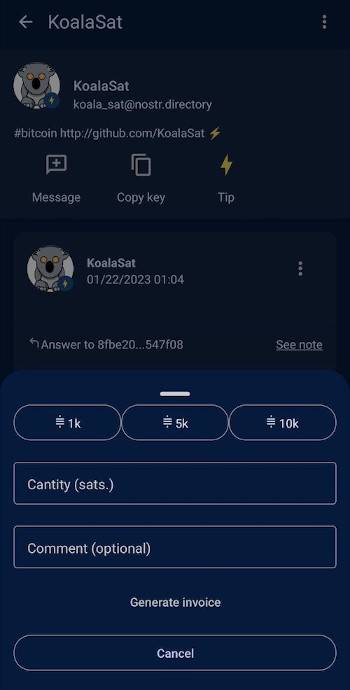 KoalaSat
KoalaSat
koala_sat@nostr.directory
#bitcoin http://github.com/KoalaSat ⚡
Message Copy key Tip
KoalaSat
01/22/2023 01:04
Answer to 8fbe20...547f08 See note
1k 5k 10k
Cantity (sats.)
Comment (optional)
Generate invoice
Cancel